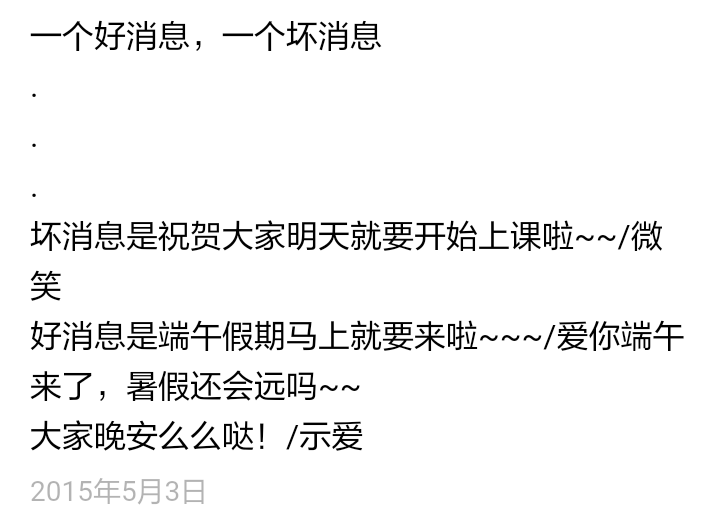 一个好消息，一个坏消息
.
.
.
坏消息是祝贺大家明天就要开始上课啦~~/微
笑
好消息是端午假期马上就要来啦~~~/爱你端午
来了，暑假还会远吗~~
大家晚安么么哒！/示爱
2015年5月3日